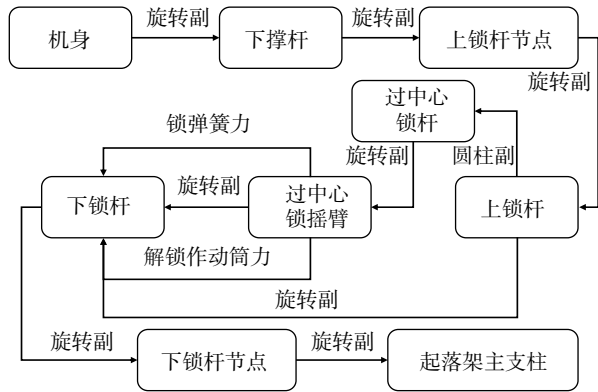 旋转副
旋转副
机身
下撑杆
上锁杆节点
旋转副
过中心
锁杆
锁弹簧力
旋转副
圆柱副
旋转副
下锁杆
过中心
锁摇臂
上锁杆
解锁作动筒力
旋转副
旋转副
旋转副
下锁杆节点
起落架主支柱